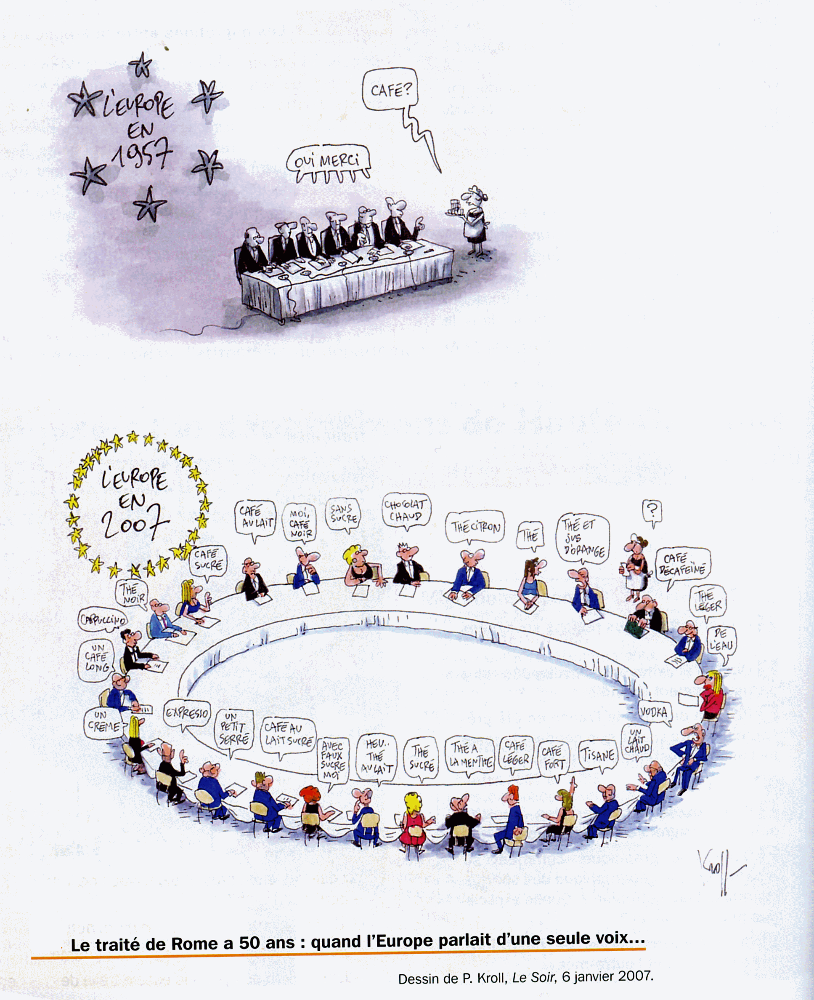 L'EUROPE
EN
1957
CAFÉ?
OUI MERCI
L'EUROPE
EN
2007
CAFÉ
AU LAIT
MOI,
CAFÉ
NOIR
SANS
SUCRE
CHOCOLAT
CHAUD
THÉ CITRON
THÉ
THÉ ET
JUS
D'ORANGE
?
CAFÉ
DÉCAFEINÉ
THÉ
LÉGER
DE
L'EAU
CAFÉ
SUCRÉ
THÉ
NOIR
CAPPUCCINO
UN
CAFÉ
LONG
UN
CRÈME
EXPRESSO
UN
PETIT
SERRÉ
CAFÉ AU
LAIT SUCRÉ
AVEC
FAUX
SUCRE
MOI
HEU..
THÉ
AU LAIT
THÉ
SUCRÉ
THÉ A
LA MENTHE
CAFÉ
LÉGER
CAFÉ
FORT
TISANE
UN
LAIT
CHAUD
VODKA
Kroll
Le traité de Rome a 50 ans : quand l'Europe parlait d'une seule voix...
Dessin de P. Kroll, Le Soir, 6 janvier 2007.